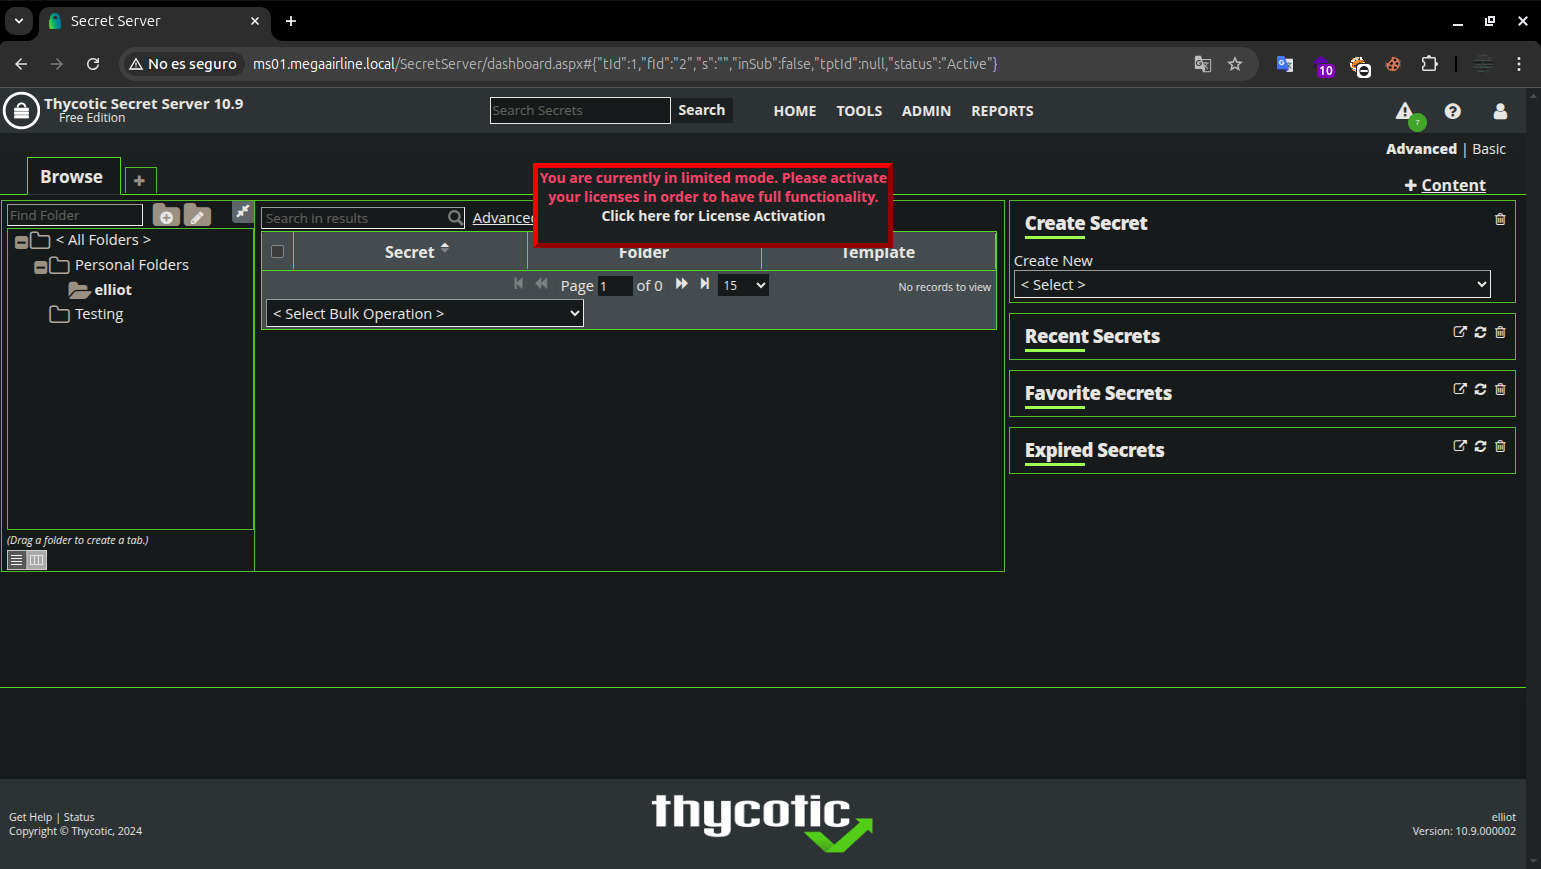 Secret Server
No es seguro
ms01.megaairline.local/SecretServer/dashboard.aspx#{"tId":1,"fId":"2","s":"","inSub":false,"tptId":null,"status":"Active"}
10
Thycotic Secret Server 10.9
Free Edition
Search Secrets
Search
HOME
TOOLS
ADMIN
REPORTS
7
Advanced | Basic
Browse
Content
You are currently in limited mode. Please activate
your licenses in order to have full functionality.
Click here for License Activation
Find Folder
< All Folders >
Personal Folders
elliot
Testing
(Drag a folder to create a tab.)
Search in results
Advanced
Secret
Folder
Template
Page 1 of 0
15
No records to view
< Select Bulk Operation >
Create Secret
Create New
< Select >
Recent Secrets
Favorite Secrets
Expired Secrets
Get Help | Status
Copyright © Thycotic, 2024
thycotic
elliot
Version: 10.9.000002